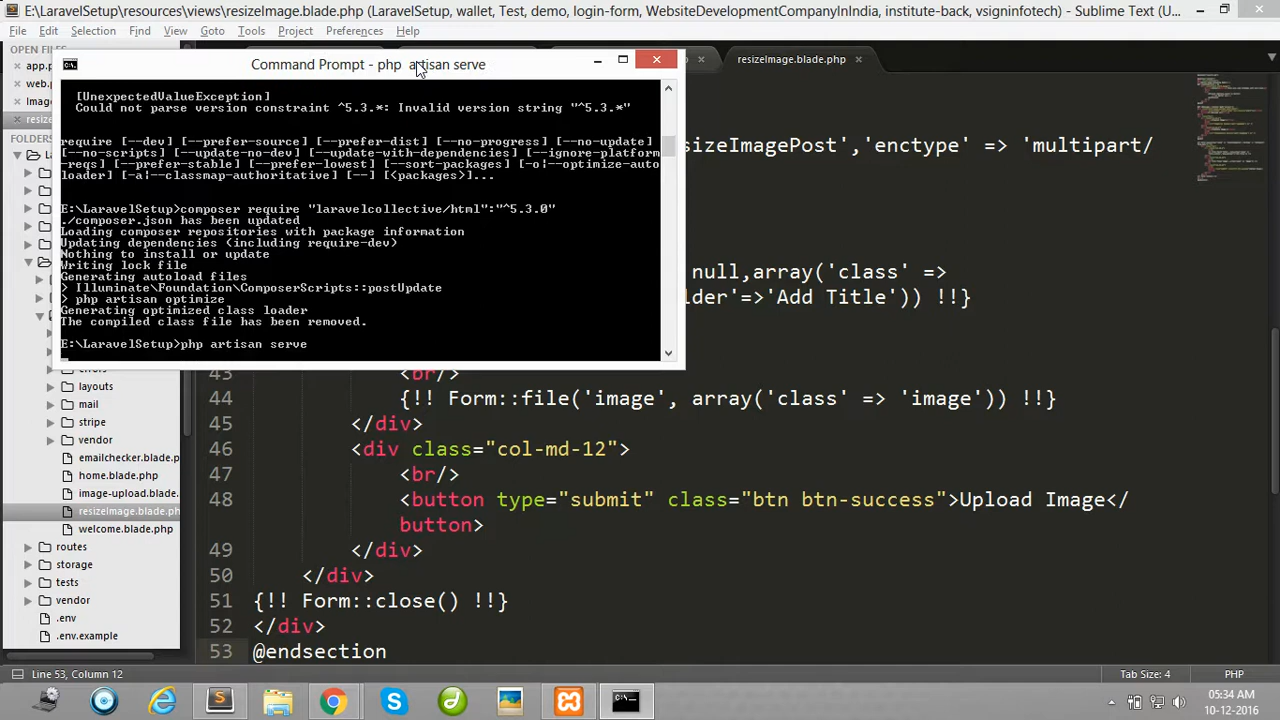 E:\LaravelSetup\resources\views\resizeImage.blade.php (LaravelSetup, wallet, Test, demo, login-form, WebsiteDevelopmentCompanyInIndia, institute-back, vsigninfotech) - Sublime Text (U...
File Edit Selection Find View Goto Tools Project Preferences Help
OPEN FILES
app.p
web.p
Image
resize
resizeImage.blade.php
FOLDERS
La
Command Prompt - php artisan serve
[UnexpectedValueException]
Could not parse version constraint ^5.3.*: Invalid version string "^5.3.*"
require [--dev] [--prefer-source] [--prefer-dist] [--no-progress] [--no-update]
[--no-scripts] [--update-no-dev] [--update-with-dependencies] [--ignore-platform
-reqs] [--prefer-stable] [--prefer-lowest] [--sort-packages] [-o|--optimize-auto
loader] [-a|--classmap-authoritative] [--] [<packages>]...
E:\LaravelSetup>composer require "laravelcollective/html":"^5.3.0"
./composer.json has been updated
Loading composer repositories with package information
Updating dependencies (including require-dev)
Nothing to install or update
Writing lock file
Generating autoload files
> Illuminate\Foundation\ComposerScripts::postUpdate
> php artisan optimize
Generating optimized class loader
The compiled class file has been removed.
E:\LaravelSetup>php artisan serve
sizeImagePost','enctype' => 'multipart/
null,array('class' =>
der'=>'Add Title')) !!}
43 <br/>
44 {!! Form::file('image', array('class' => 'image')) !!}
45 </div>
46 <div class="col-md-12">
47 <br/>
48 <button type="submit" class="btn btn-success">Upload Image</
button>
49 </div>
50 </div>
51 {!! Form::close() !!}
52 </div>
53 @endsection
errors
layouts
mail
stripe
vendor
emailchecker.blade.p
home.blade.php
image-upload.blade.
resizeImage.blade.ph
welcome.blade.php
routes
storage
tests
vendor
.env
.env.example
Line 53, Column 12
Tab Size: 4
PHP
05:34 AM
10-12-2016